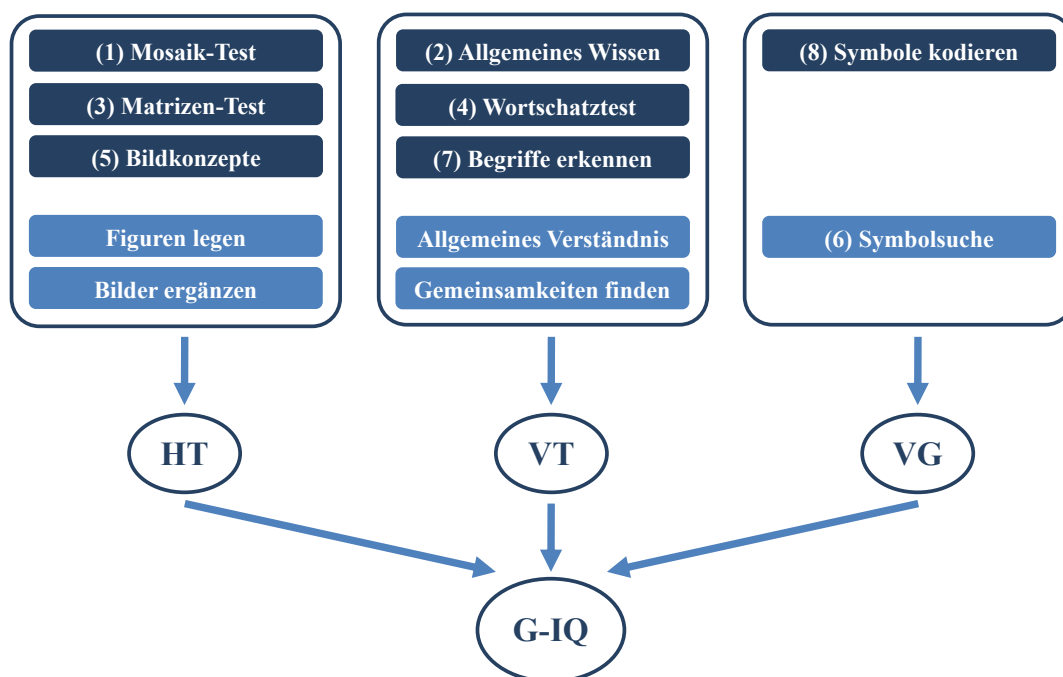 (1) Mosaik-Test
(3) Matrizen-Test
(5) Bildkonzepte
Figuren legen
Bilder ergänzen
(2) Allgemeines Wissen
(4) Wortschatztest
(7) Begriffe erkennen
Allgemeines Verständnis
Gemeinsamkeiten finden
(8) Symbole kodieren
(6) Symbolsuche
HT
VT
VG
G-IQ